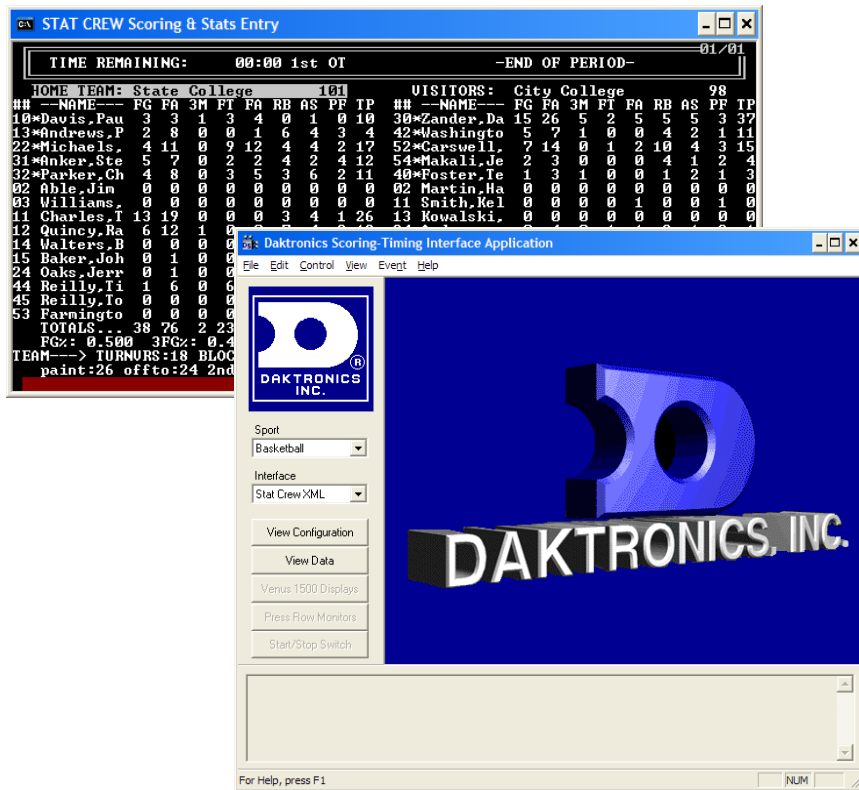 STAT CREW Scoring & Stats Entry
01/01
TIME REMAINING: 00:00 1st OT -END OF PERIOD-
HOME TEAM: State College 101 VISITORS: City College 98
## --NAME--- FG FA 3M FT FA RB AS PF TP ## --NAME--- FG FA 3M FT FA RB AS PF TP
10*Davis,Pau 3 3 1 3 4 0 1 0 10 30*Zander,Da 15 26 5 2 5 5 5 3 37
13*Andrews,P 2 8 0 0 1 6 4 3 4 42*Washingto 5 7 1 0 0 4 2 1 11
22*Michaels, 4 11 0 9 12 4 4 2 17 52*Carswell, 7 14 0 1 2 10 4 3 15
31*Anker,Ste 5 7 0 2 2 4 2 4 12 54*Makali,Je 2 3 0 0 0 4 1 2 4
32*Parker,Ch 4 8 0 3 5 3 6 2 11 40*Foster,Te 1 3 1 0 0 1 2 1 3
02 Able,Jim 0 0 0 0 0 0 0 0 0 02 Martin,Ha 0 0 0 0 0 0 0 0 0
03 Williams, 0 0 0 0 0 0 0 0 0 11 Smith,Kel 0 0 0 0 1 0 0 1 0
11 Charles,T 13 19 0 0 0 3 4 1 26 13 Kowalski, 0 0 0 0 0 0 0 0 0
12 Quincy,Ra 6 12 1 0
14 Walters,B 0 0 0 0
15 Baker,Joh 0 1 0 0
24 Oaks,Jerr 0 1 0 0
44 Reilly,Ti 1 6 0 6
45 Reilly,To 0 0 0 0
53 Farmingto 0 0 0 0
TOTALS... 38 76 2 23
FG%: 0.500 3FG%: 0.4
TEAM---> TURNVRS:18 BLOC
paint:26 offto:24 2nd
Daktronics Scoring-Timing Interface Application
File Edit Control View Event Help
®
DAKTRONICS
INC.
Sport
Basketball
Interface
Stat Crew XML
View Configuration
View Data
Venus 1500 Displays
Press Row Monitors
Start/Stop Switch
DAKTRONICS, INC.
For Help, press F1
NUM